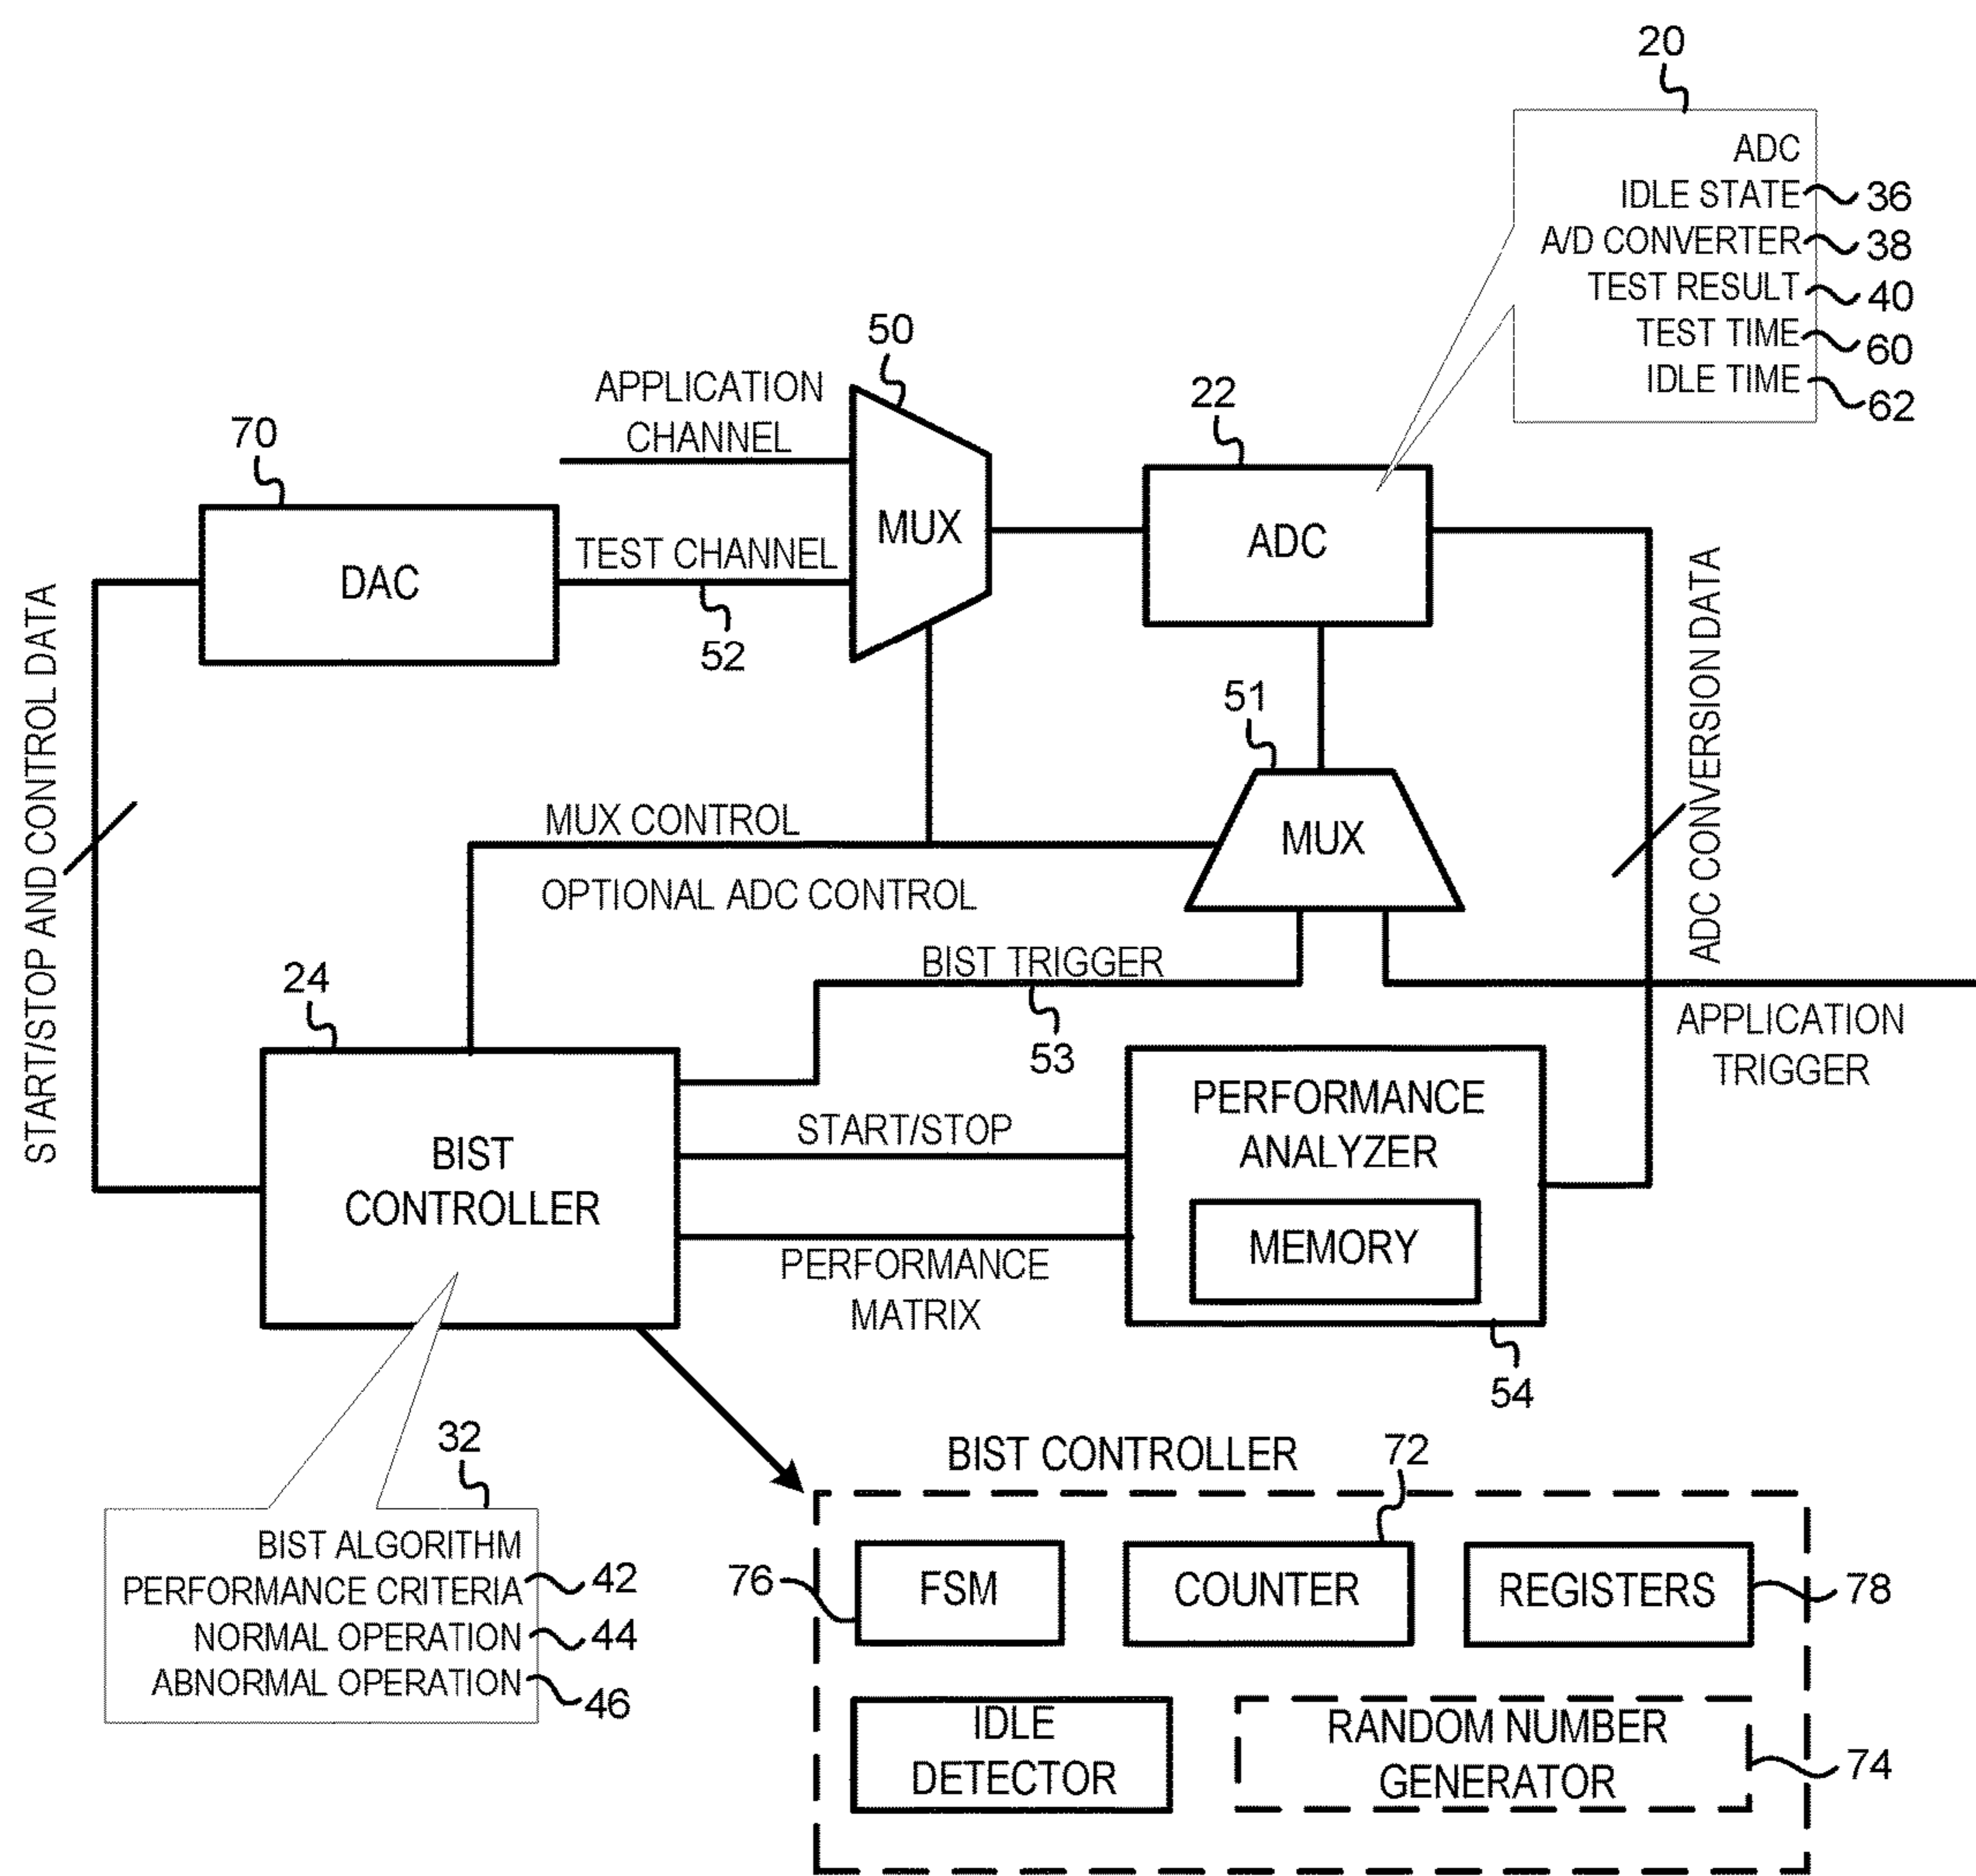 20
ADC
IDLE STATE 36
A/D CONVERTER 38
TEST RESULT 40
TEST TIME 60
IDLE TIME 62
50
APPLICATION
CHANNEL
22
70
MUX
ADC
DAC
TEST CHANNEL
52
START/STOP AND CONTROL DATA
ADC CONVERSION DATA
51
MUX CONTROL
MUX
OPTIONAL ADC CONTROL
BIST TRIGGER
53
24
APPLICATION
TRIGGER
BIST
CONTROLLER
START/STOP
PERFORMANCE
MATRIX
PERFORMANCE
ANALYZER
MEMORY
54
32
BIST ALGORITHM
PERFORMANCE CRITERIA 42
NORMAL OPERATION 44
ABNORMAL OPERATION 46
BIST CONTROLLER
72
76
FSM
COUNTER
REGISTERS
78
IDLE
DETECTOR
RANDOM NUMBER
GENERATOR
74